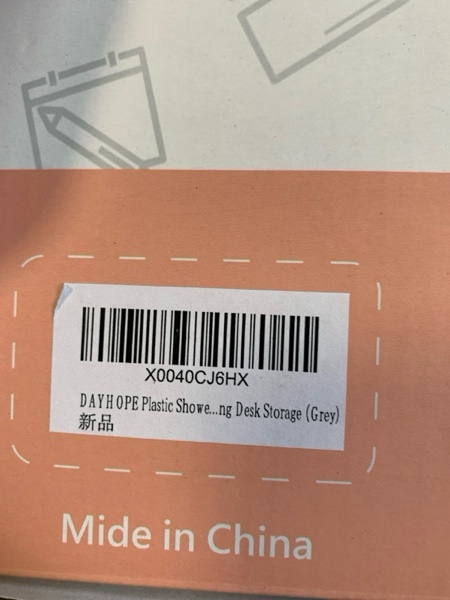 X0040CJ6HX
DAYHOPE Plastic Showe...ng Desk Storage (Grey)
新品
Mide in China